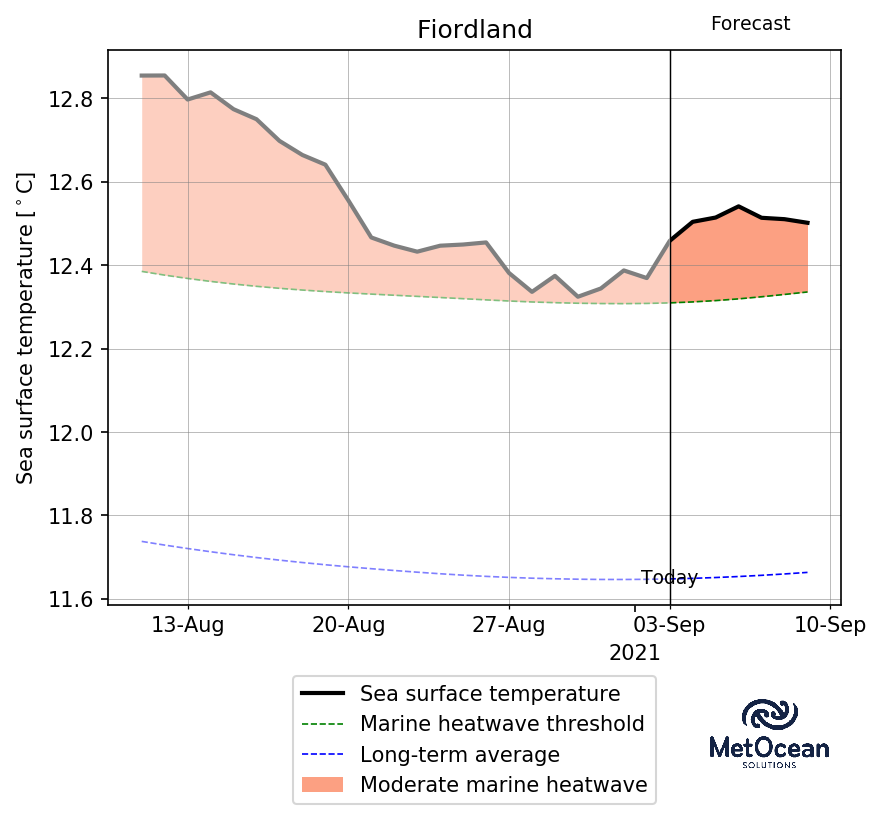 Fiordland
Forecast
Sea surface temperature [°C]
12.8
12.6
12.4
12.2
12.0
11.8
11.6
Today
13-Aug
20-Aug
27-Aug
03-Sep
10-Sep
2021
Sea surface temperature
Marine heatwave threshold
Long-term average
Moderate marine heatwave
MetOcean
SOLUTIONS